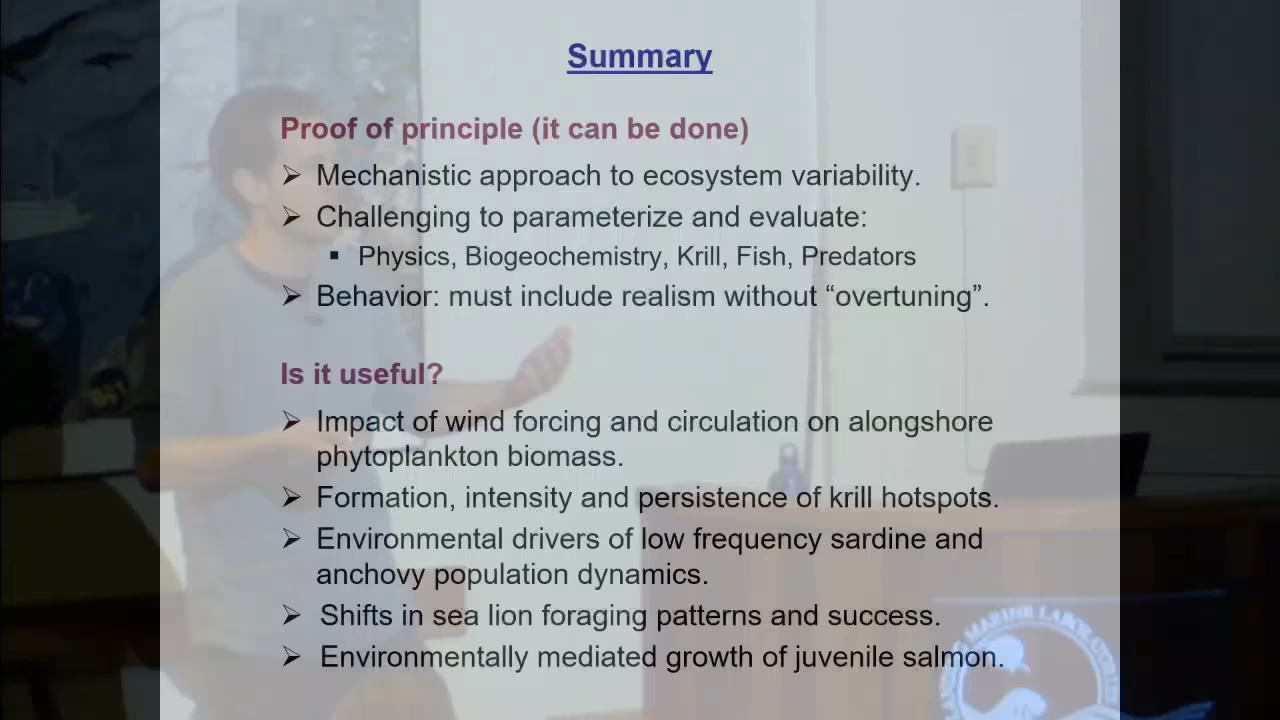 Summary
Proof of principle (it can be done)
➢ Mechanistic approach to ecosystem variability.
➢ Challenging to parameterize and evaluate:
▪ Physics, Biogeochemistry, Krill, Fish, Predators
➢ Behavior: must include realism without “overtuning”.
Is it useful?
➢ Impact of wind forcing and circulation on alongshore
phytoplankton biomass.
➢ Formation, intensity and persistence of krill hotspots.
➢ Environmental drivers of low frequency sardine and
anchovy population dynamics.
➢ Shifts in sea lion foraging patterns and success.
➢ Environmentally mediated growth of juvenile salmon.
MARINE